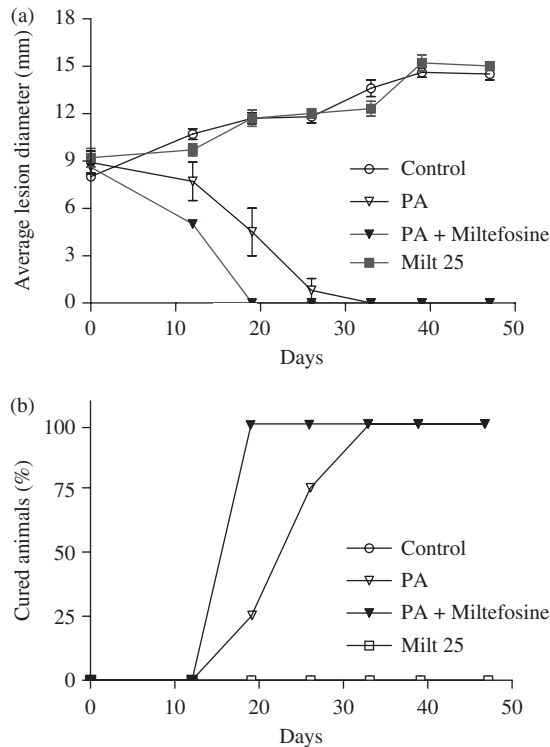 (a)
Average lesion diameter (mm)
18
15
12
9
6
3
0
0 10 20 30 40 50
Days
Control
PA
PA + Miltefosine
Milt 25
(b)
Cured animals (%)
100
75
50
25
0
0 10 20 30 40 50
Days
Control
PA
PA + Miltefosine
Milt 25